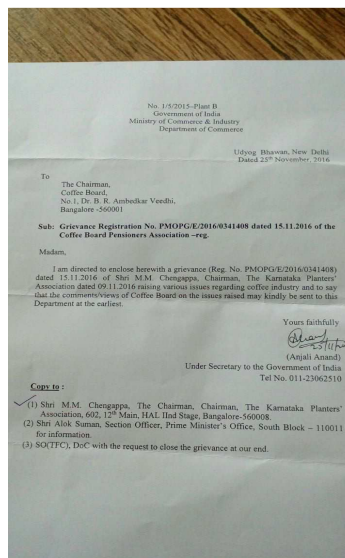 No. 1/5/2015-Plant B
Government of India
Ministry of Commerce & Industry
Department of Commerce
Udyog Bhawan, New Delhi
Dated 25th November, 2016
To
The Chairman,
Coffee Board,
No.1, Dr. B. R. Ambedkar Veedhi,
Bangalore -560001
Sub: Grievance Registration No. PMOPG/E/2016/0341408 dated 15.11.2016 of the
Coffee Board Pensioners Association –reg.
Madam,
I am directed to enclose herewith a grievance (Reg. No. PMOPG/E/2016/0341408)
dated 15.11.2016 of Shri M.M. Chengappa, Chairman, The Karnataka Planters'
Association dated 09.11.2016 raising various issues regarding coffee industry and to say
that the comments/views of Coffee Board on the issues raised may kindly be sent to this
Department at the earliest.
Yours faithfully
(Anjali Anand)
Under Secretary to the Government of India
Tel No. 011-23062510
Copy to :
(1) Shri M.M. Chengappa, The Chairman, Chairman, The Karnataka Planters'
Association, 602, 12th Main, HAL IInd Stage, Bangalore-560008.
(2) Shri Alok Suman, Section Officer, Prime Minister's Office, South Block – 110011
for information.
(3) SO(TFC), DoC with the request to close the grievance at our end.